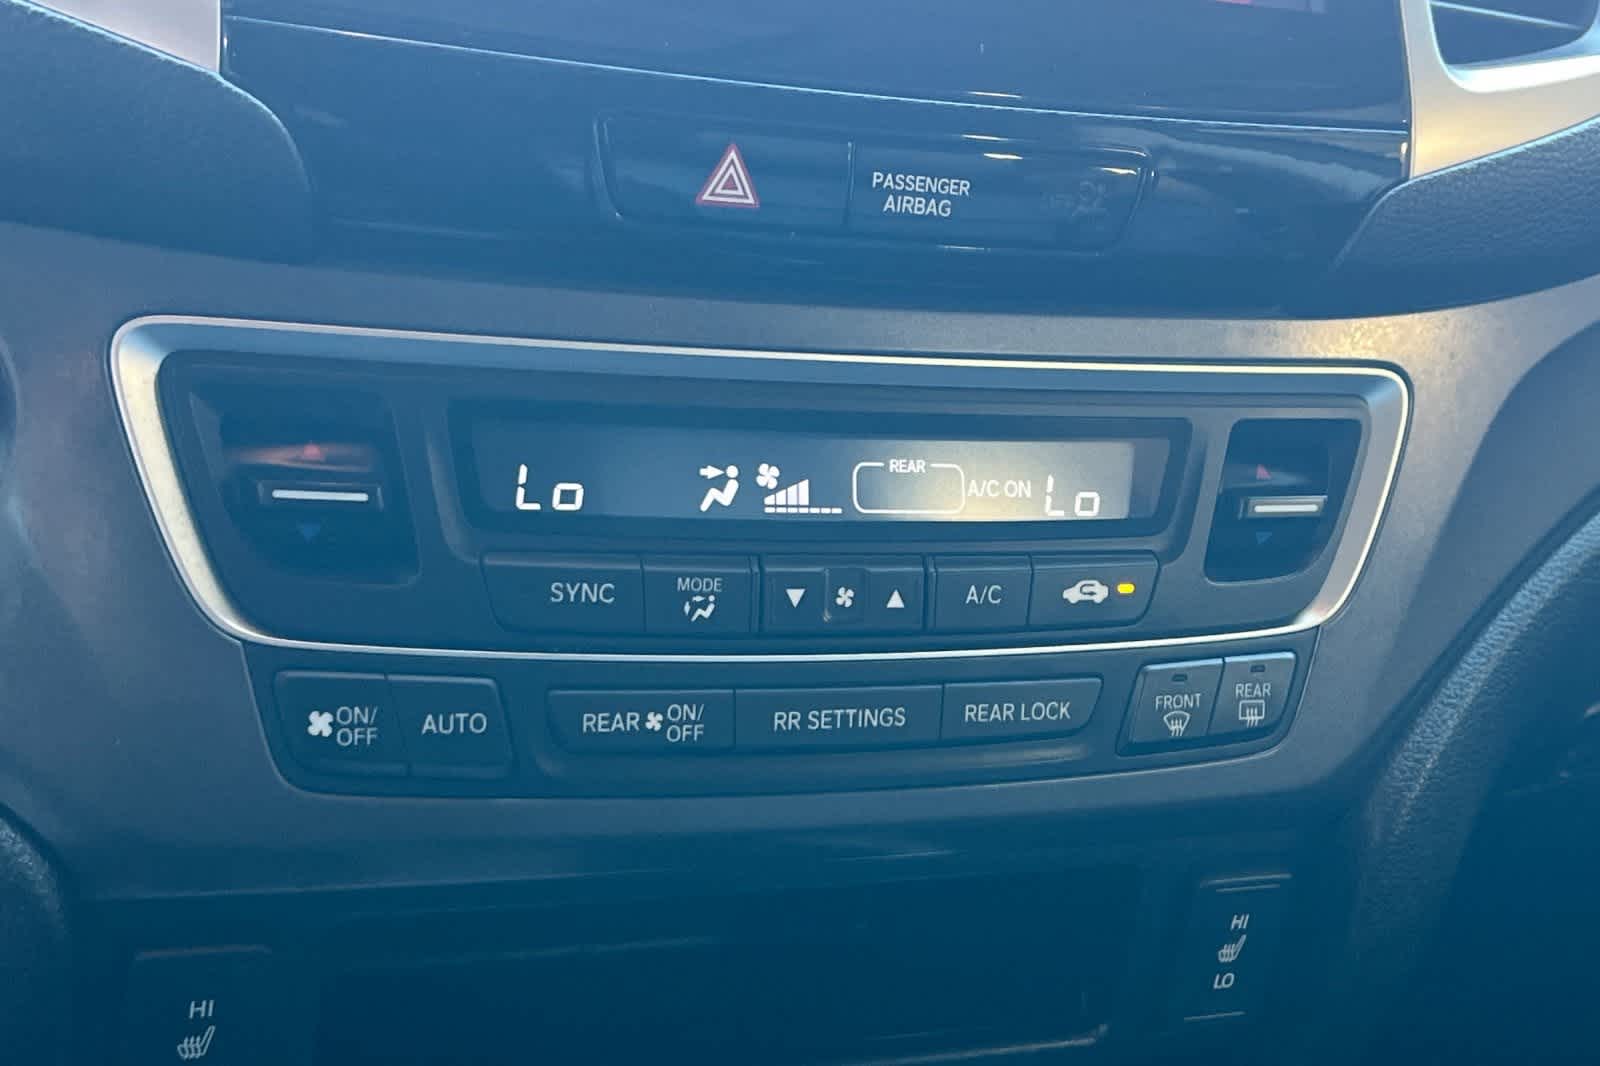 PASSENGER
AIRBAG
Lo
REAR
A/C ON
Lo
SYNC
MODE
A/C
ON/
OFF
AUTO
REAR
ON/
OFF
RR SETTINGS
REAR LOCK
FRONT
REAR
HI
LO
HI